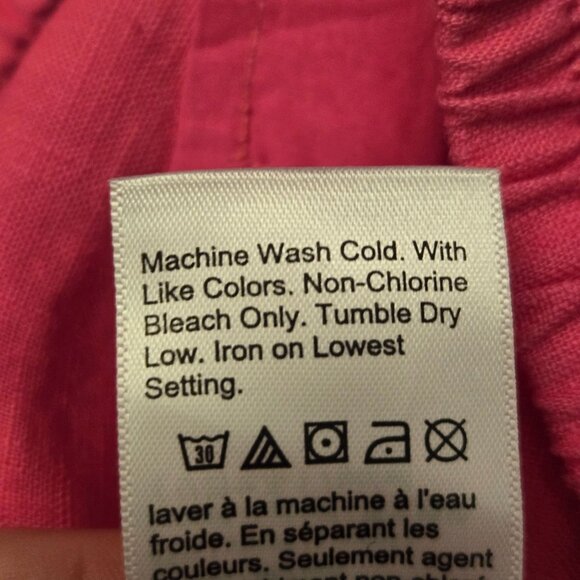 Machine Wash Cold. With
Like Colors. Non-Chlorine
Bleach Only. Tumble Dry
Low. Iron on Lowest
Setting.
30
laver à la machine à l'eau
froide. En séparant les
couleurs. Seulement agent